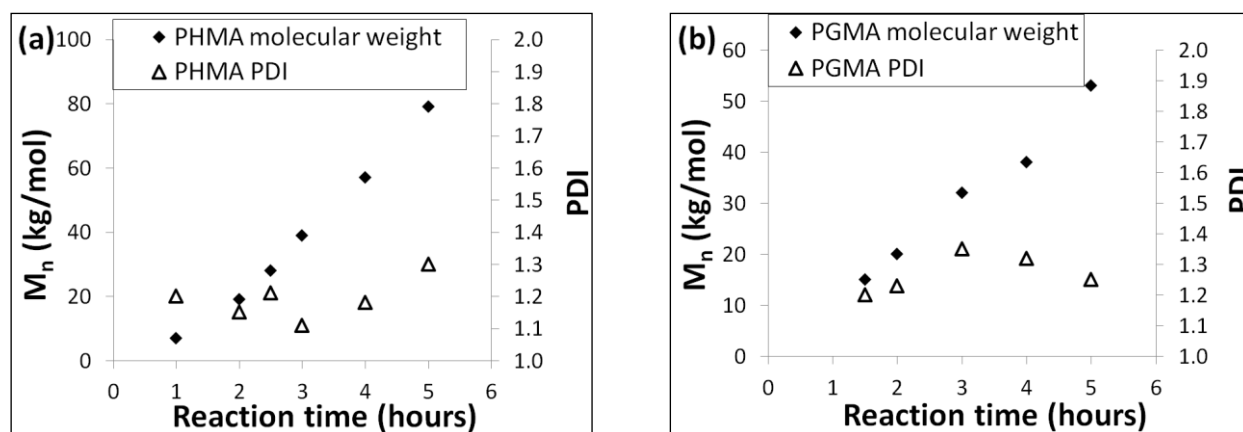 (a)
PHMA molecular weight
PHMA PDI
100
80
60
40
20
0
M_n (kg/mol)
2.0
1.9
1.8
1.7
1.6
1.5
1.4
1.3
1.2
1.1
1.0
PDI
0 1 2 3 4 5 6
Reaction time (hours)
(b)
PGMA molecular weight
PGMA PDI
60
50
40
30
20
10
0
M_n (kg/mol)
2.0
1.9
1.8
1.7
1.6
1.5
1.4
1.3
1.2
1.1
1.0
PDI
0 1 2 3 4 5 6
Reaction time (hours)